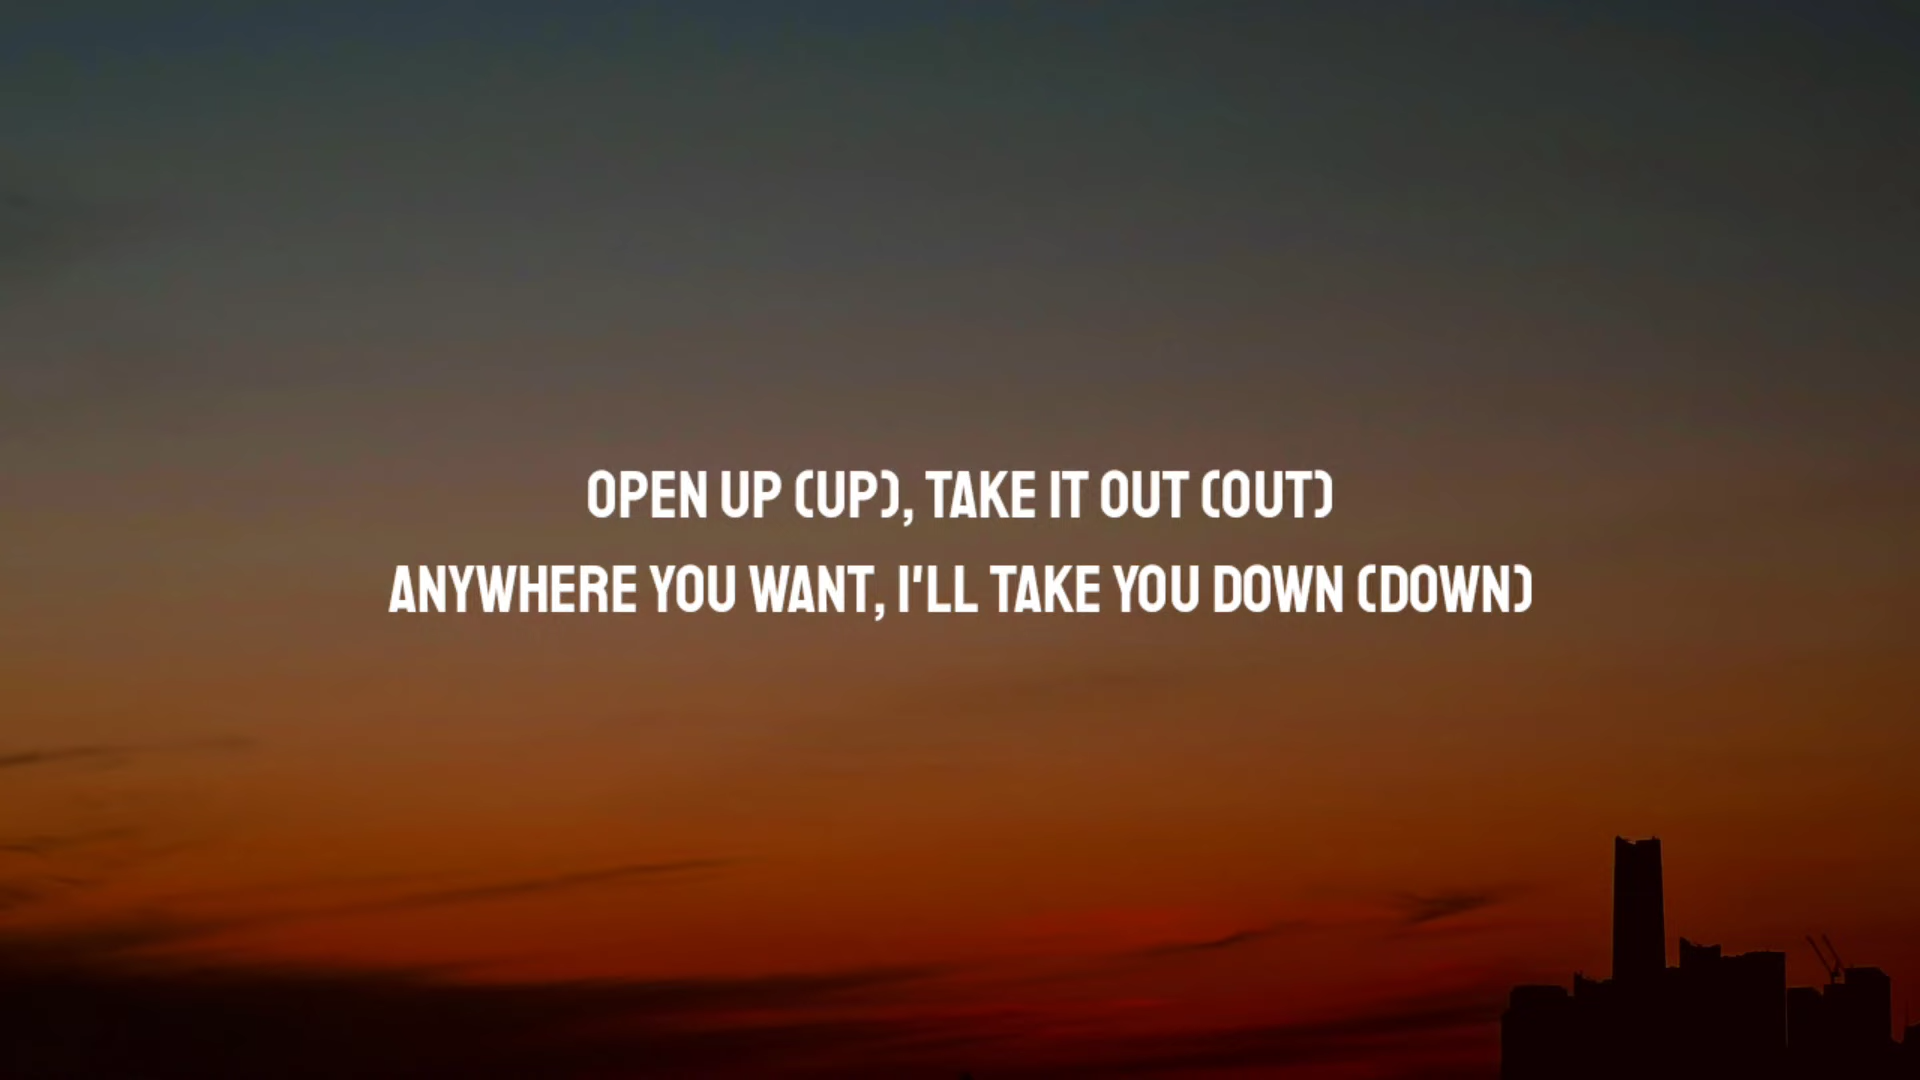 OPEN UP (UP), TAKE IT OUT (OUT)
ANYWHERE YOU WANT, I'LL TAKE YOU DOWN (DOWN)